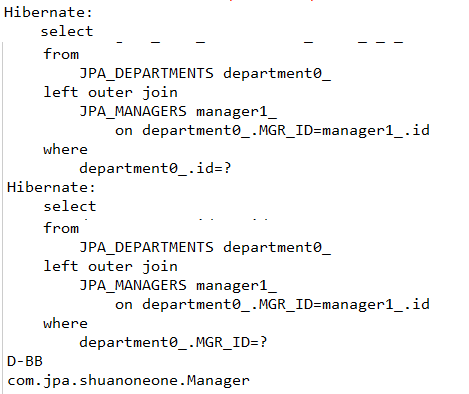 Hibernate:
select
from
JPA_DEPARTMENTS department0_
left outer join
JPA_MANAGERS manager1_
on department0_.MGR_ID=manager1_.id
where
department0_.id=?
Hibernate:
select
from
JPA_DEPARTMENTS department0_
left outer join
JPA_MANAGERS manager1_
on department0_.MGR_ID=manager1_.id
where
department0_.MGR_ID=?
D-BB
com.jpa.shuanoneone.Manager